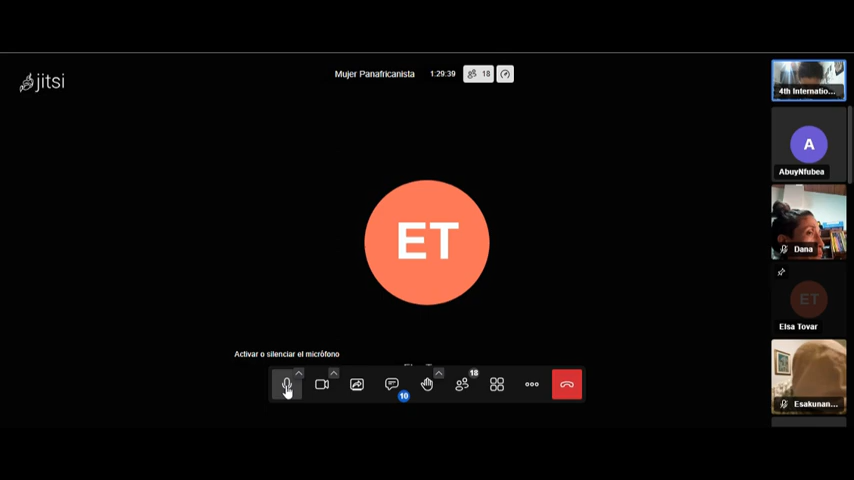 jitsi
Mujer Panafricanista 1:29:39 18
4th Internatio...
A
AbuyNfubea
Dana
ET
ET
Elsa Tovar
Activar o silenciar el micrófono
18
10
Esakunan...